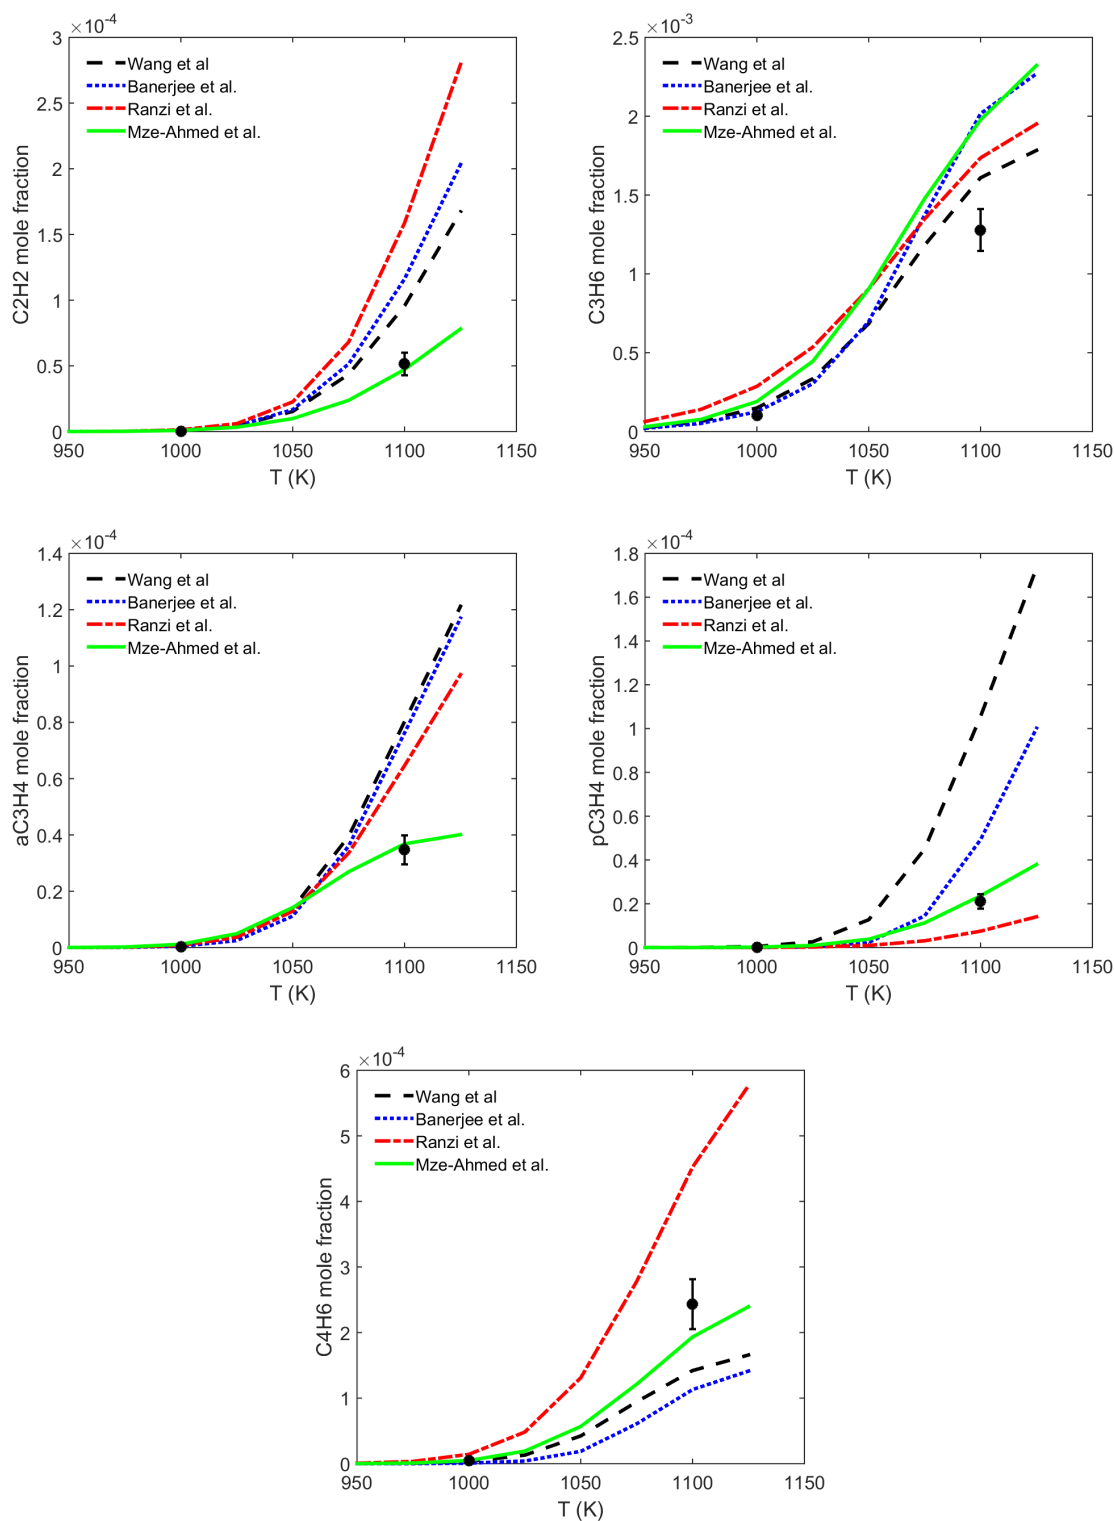 ×10-4
3
2.5
2
1.5
1
0.5
0
C2H2 mole fraction
Wang et al
Banerjee et al.
Ranzi et al.
Mze-Ahmed et al.
950 1000 1050 1100 1150
T (K)
×10-3
2.5
2
1.5
1
0.5
0
C3H6 mole fraction
Wang et al
Banerjee et al.
Ranzi et al.
Mze-Ahmed et al.
950 1000 1050 1100 1150
T (K)
×10-4
1.4
1.2
1
0.8
0.6
0.4
0.2
0
aC3H4 mole fraction
Wang et al
Banerjee et al.
Ranzi et al.
Mze-Ahmed et al.
950 1000 1050 1100 1150
T (K)
×10-4
1.8
1.6
1.4
1.2
1
0.8
0.6
0.4
0.2
0
pC3H4 mole fraction
Wang et al
Banerjee et al.
Ranzi et al.
Mze-Ahmed et al.
950 1000 1050 1100 1150
T (K)
×10-4
6
5
4
3
2
1
0
C4H6 mole fraction
Wang et al
Banerjee et al.
Ranzi et al.
Mze-Ahmed et al.
950 1000 1050 1100 1150
T (K)